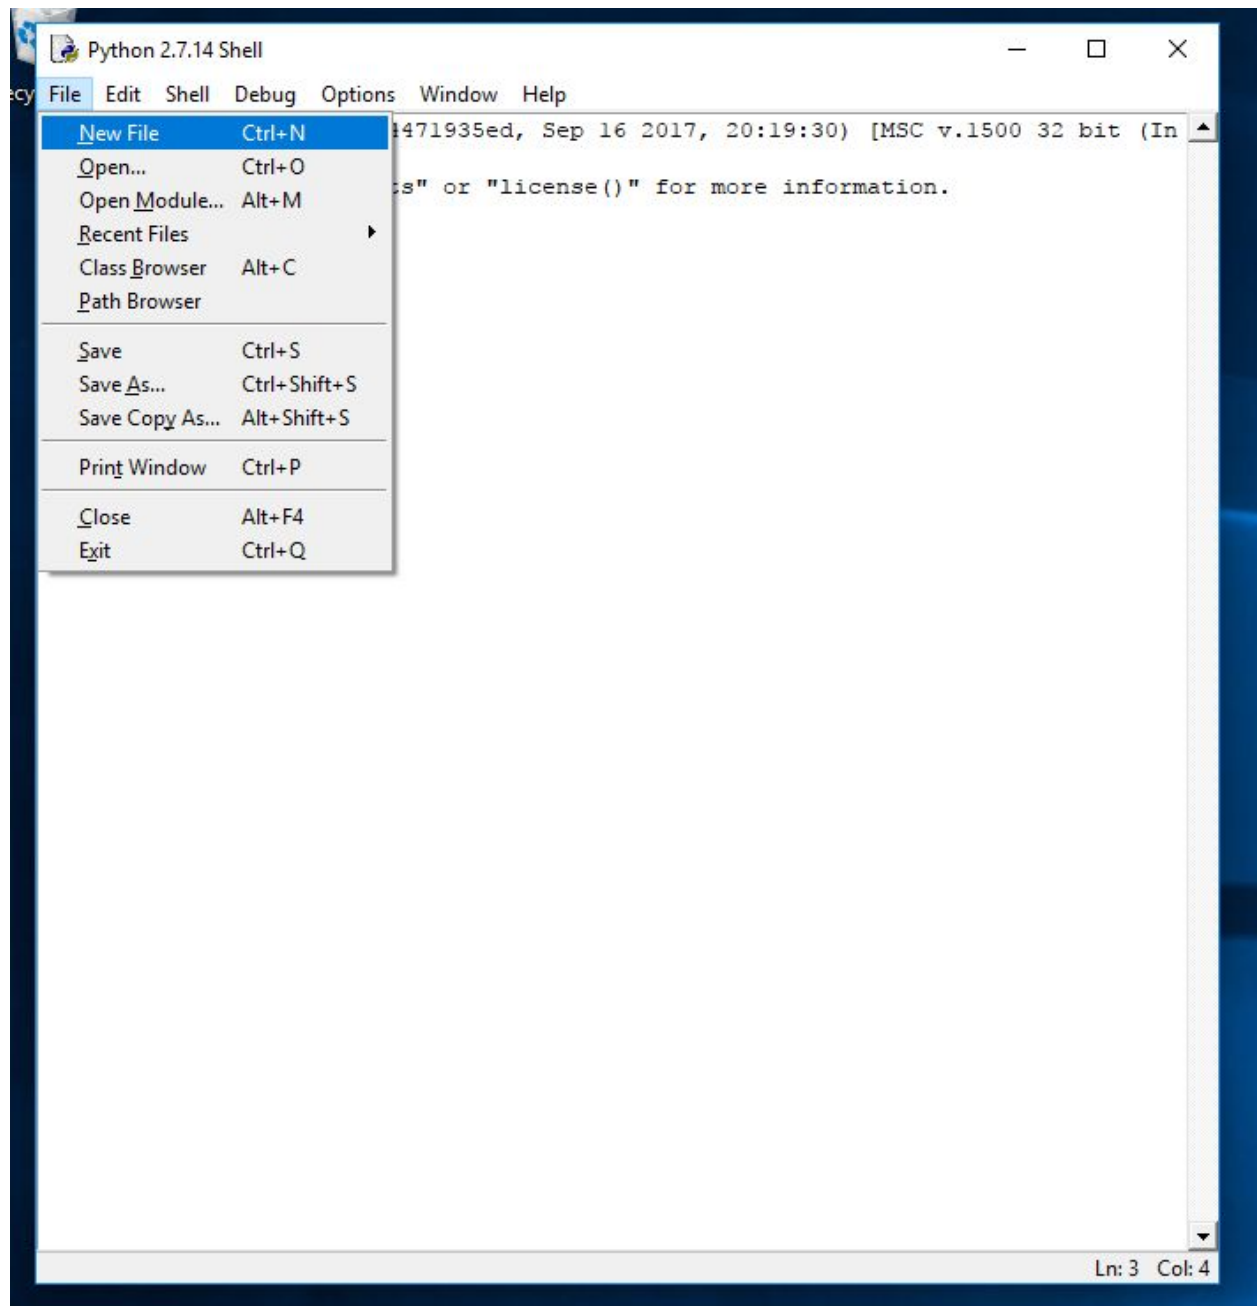 Python 2.7.14 Shell
ecy File Edit Shell Debug Options Window Help
New File Ctrl+N
4471935ed, Sep 16 2017, 20:19:30) [MSC v.1500 32 bit (In
Open... Ctrl+O
ts" or "license()" for more information.
Open Module... Alt+M
Recent Files
Class Browser Alt+C
Path Browser
Save Ctrl+S
Save As... Ctrl+Shift+S
Save Copy As... Alt+Shift+S
Print Window Ctrl+P
Close Alt+F4
Exit Ctrl+Q
Ln: 3 Col: 4